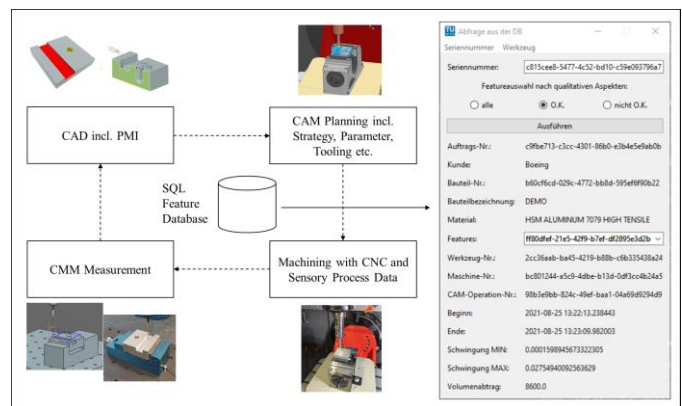 CAD incl. PMI
CAM Planning incl.
Strategy, Parameter,
Tooling etc.
SQL
Feature
Database
CMM Measurement
Machining with CNC and
Sensory Process Data
TU Abfrage aus der DB
Seriennummer Werkzeug
Seriennummer: c815cee8-5477-4c52-bd10-c59e093796a7
Featureauswahl nach qualitativen Aspekten:
alle O.K. nicht O.K.
Ausführen
Auftrags-Nr.: c9fbe713-c3cc-4301-86b0-e3b4e5e9ab0b
Kunde: Boeing
Bauteil-Nr.: b60cf6cd-029c-4772-bb8d-595ef6f90b22
Bauteilbezeichnung: DEMO
Material: HSM ALUMINUM 7079 HIGH TENSILE
Features: ff80dfef-21e5-42f9-b7ef-df2895e3d2b
Werkzeug-Nr.: 2cc36aab-ba45-4219-b88b-c6b335438a24
Maschine-Nr.: bc801244-a5c9-4dbe-b13d-0df3cc4b24a5
CAM-Operation-Nr.: 98b3e9bb-824c-49ef-baa1-04a69d9294d9
Beginn: 2021-08-25 13:22:13.238443
Ende: 2021-08-25 13:23:09.982003
Schwingung MIN: 0.0001598945673322305
Schwingung MAX: 0.02754940092563629
Volumenabtrag: 8600.0